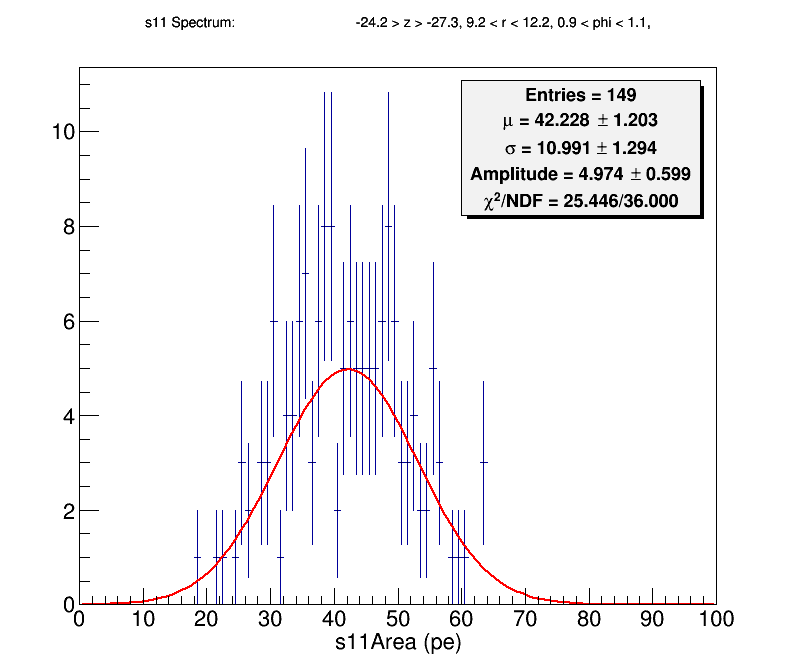 s11 Spectrum: -24.2 > z > -27.3, 9.2 < r < 12.2, 0.9 < phi < 1.1,
Entries = 149
μ = 42.228 ± 1.203
σ = 10.991 ± 1.294
Amplitude = 4.974 ± 0.599
χ²/NDF = 25.446/36.000
10
8
6
4
2
0
0 10 20 30 40 50 60 70 80 90 100
s11Area (pe)